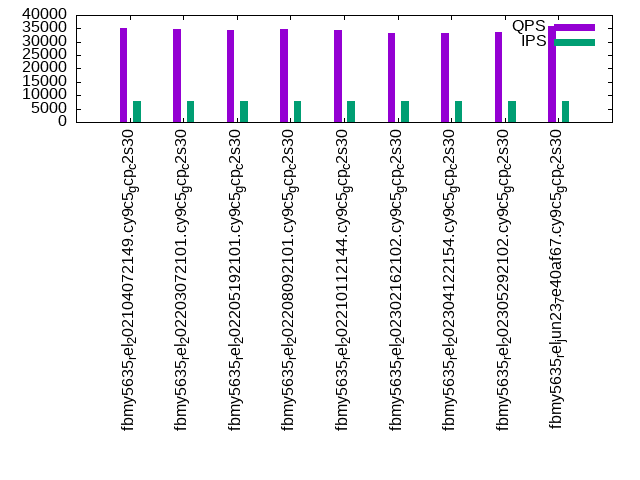 40000
35000
30000
25000
20000
15000
10000
5000
0
QPS
IPS
fbmy5635rel202104072149.cy9c5gcpc2s30
fbmy5635rel202203072101.cy9c5gcpc2s30
fbmy5635rel202205192101.cy9c5gcpc2s30
fbmy5635rel202208092101.cy9c5gcpc2s30
fbmy5635rel202210112144.cy9c5gcpc2s30
fbmy5635rel202302162102.cy9c5gcpc2s30
fbmy5635rel202304122154.cy9c5gcpc2s30
fbmy5635rel202305292102.cy9c5gcpc2s30
fbmy5635reljun237e40af67.cy9c5gcpc2s30